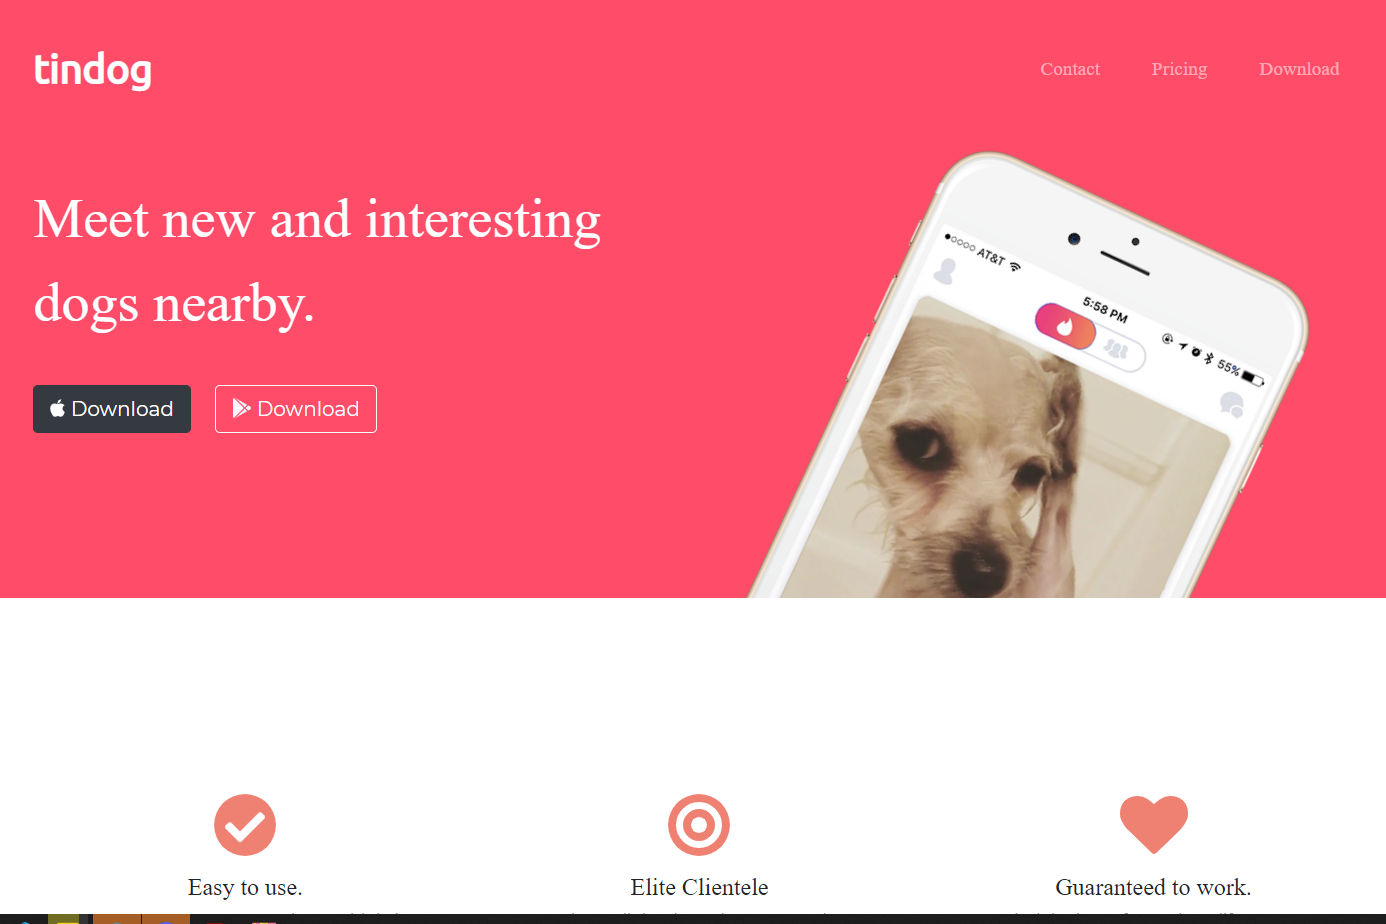 tindog
Contact Pricing Download
Meet new and interesting
dogs nearby.
Download Download
AT&T
5:58 PM
55%
Easy to use. Elite Clientele Guaranteed to work.